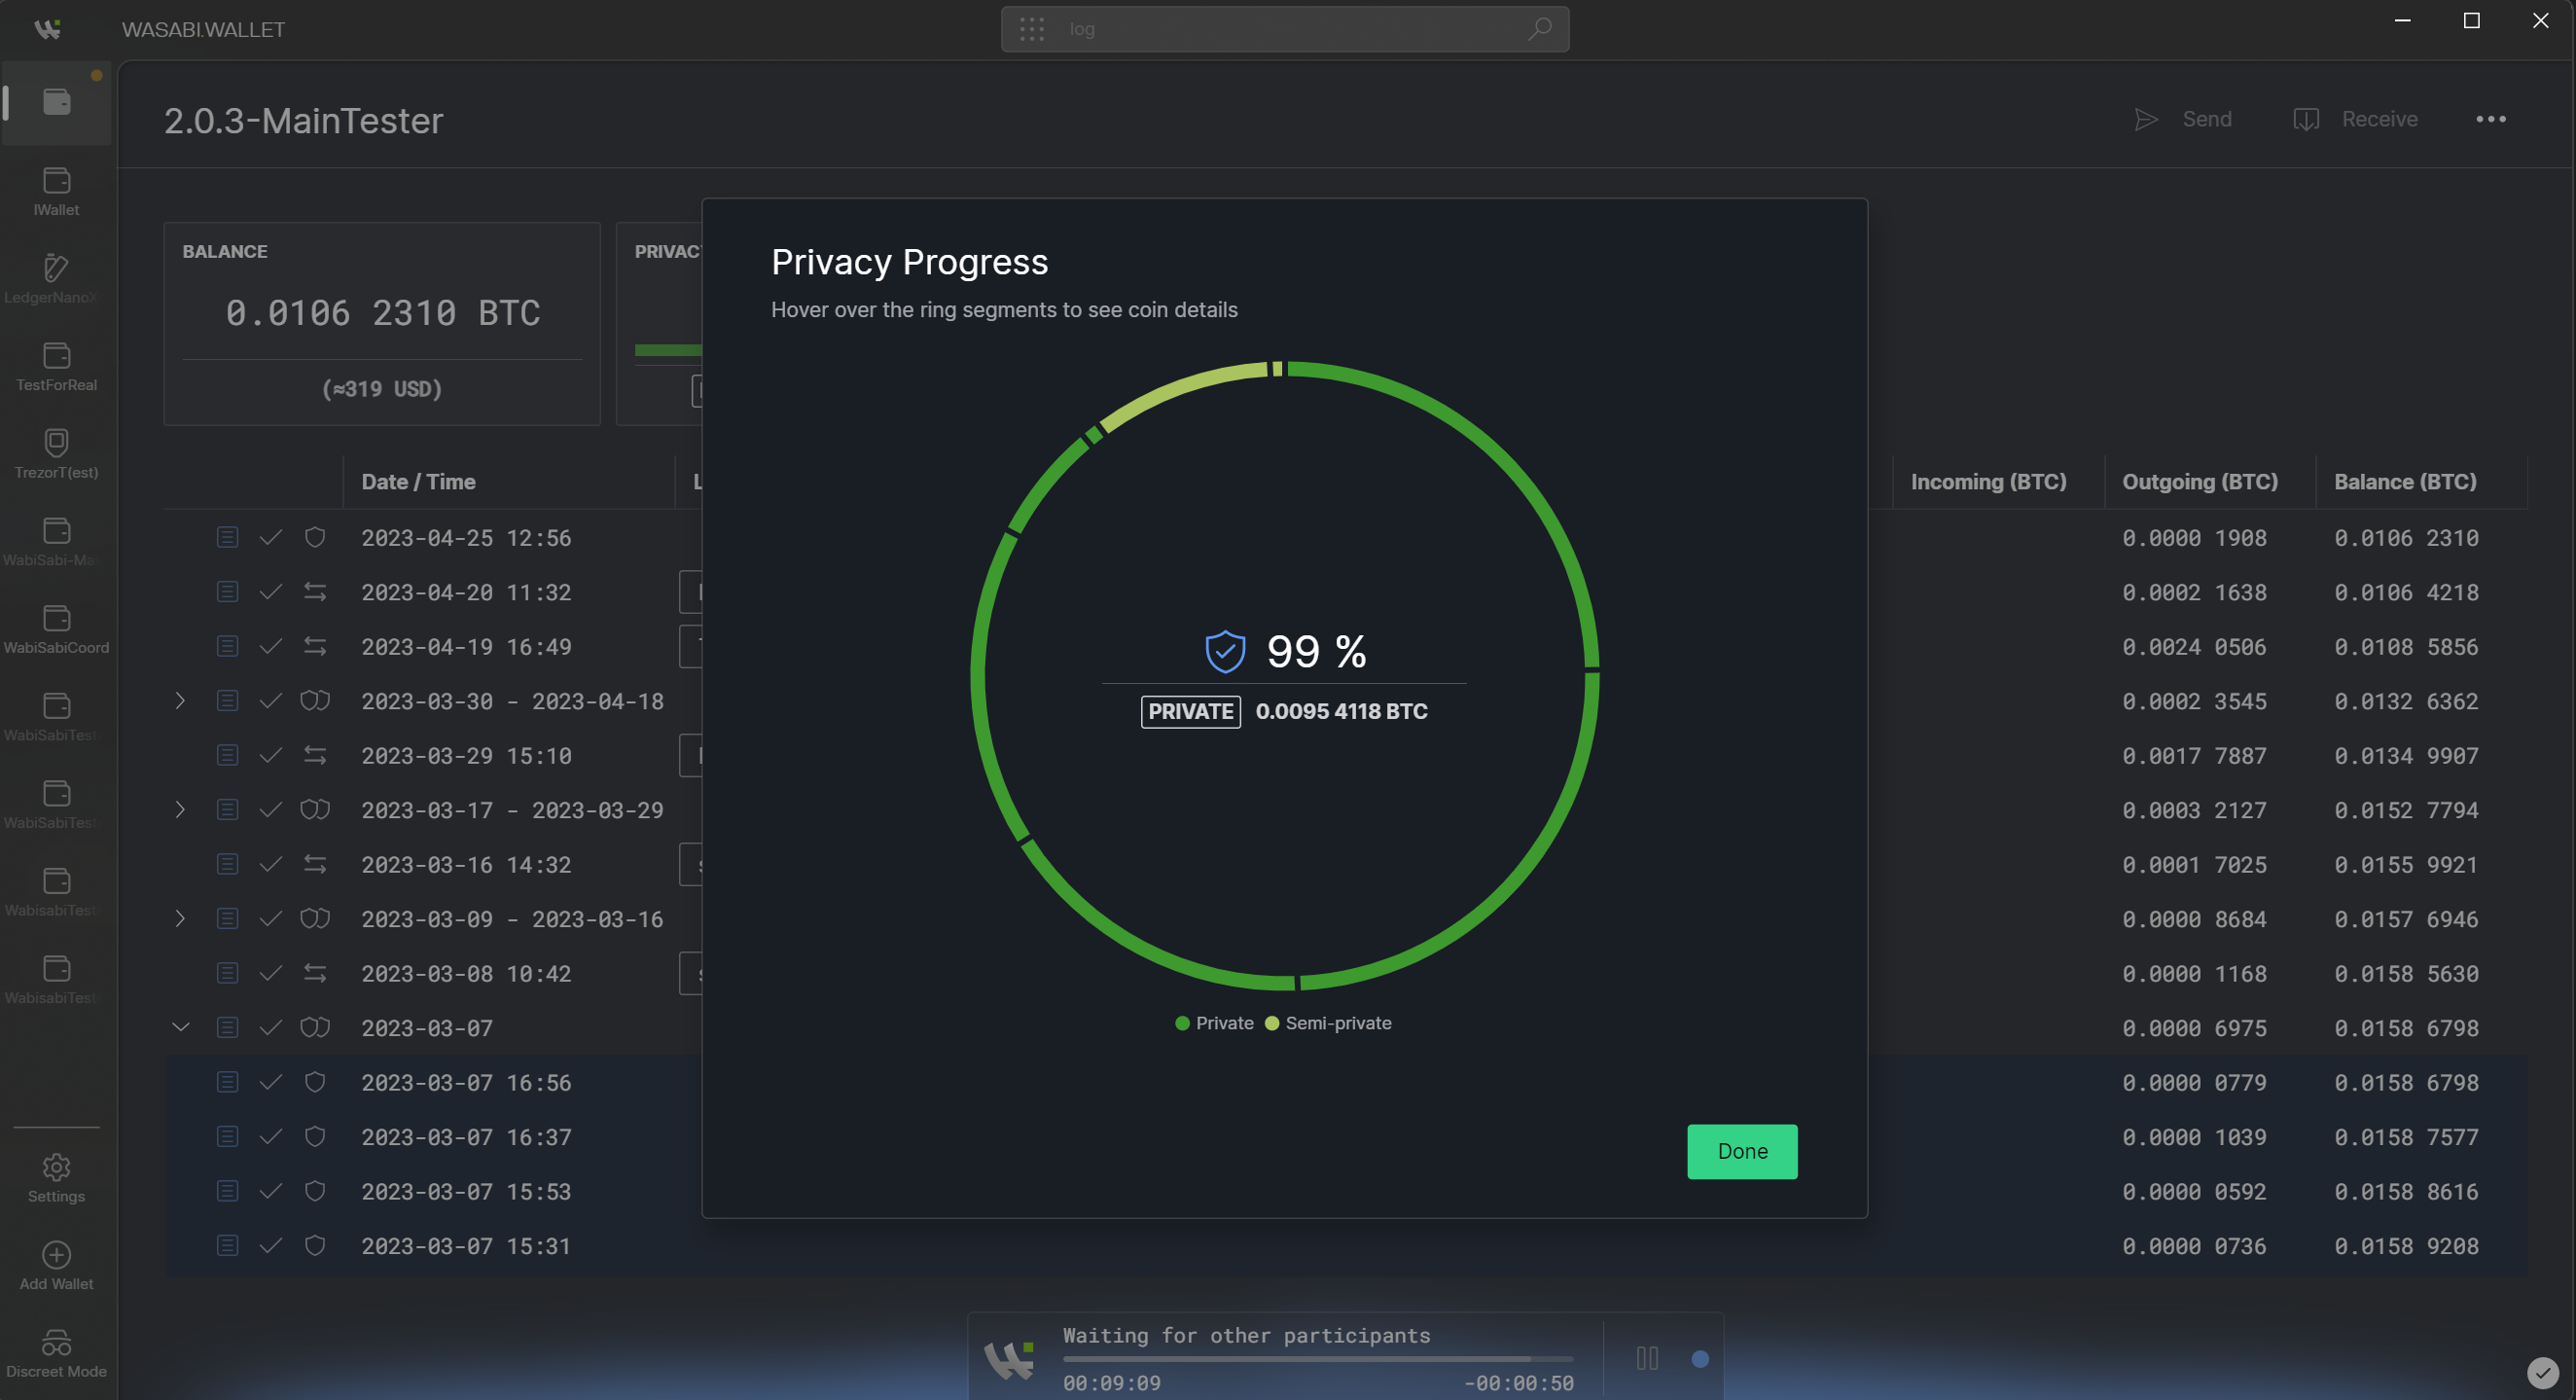 WASABI.WALLET
log
2.0.3-MainTester
Send
Receive
lWallet
LedgerNanoX
TestForReal
TrezorT(est)
WabiSabi-Ma
WabiSabiCoord
WabiSabiTest
WabiSabiTest
WabisabiTest
WabisabiTest
Settings
Add Wallet
Discreet Mode
BALANCE
0.0106 2310 BTC
(≈319 USD)
PRIVACY
Privacy Progress
Hover over the ring segments to see coin details
99 %
PRIVATE 0.0095 4118 BTC
Private Semi-private
Done
Date / Time L Incoming (BTC) Outgoing (BTC) Balance (BTC)
2023-04-25 12:56 0.0000 1908 0.0106 2310
2023-04-20 11:32 0.0002 1638 0.0106 4218
2023-04-19 16:49 0.0024 0506 0.0108 5856
2023-03-30 - 2023-04-18 0.0002 3545 0.0132 6362
2023-03-29 15:10 0.0017 7887 0.0134 9907
2023-03-17 - 2023-03-29 0.0003 2127 0.0152 7794
2023-03-16 14:32 0.0001 7025 0.0155 9921
2023-03-09 - 2023-03-16 0.0000 8684 0.0157 6946
2023-03-08 10:42 0.0000 1168 0.0158 5630
2023-03-07 0.0000 6975 0.0158 6798
2023-03-07 16:56 0.0000 0779 0.0158 6798
2023-03-07 16:37 0.0000 1039 0.0158 7577
2023-03-07 15:53 0.0000 0592 0.0158 8616
2023-03-07 15:31 0.0000 0736 0.0158 9208
Waiting for other participants
00:09:09 -00:00:50